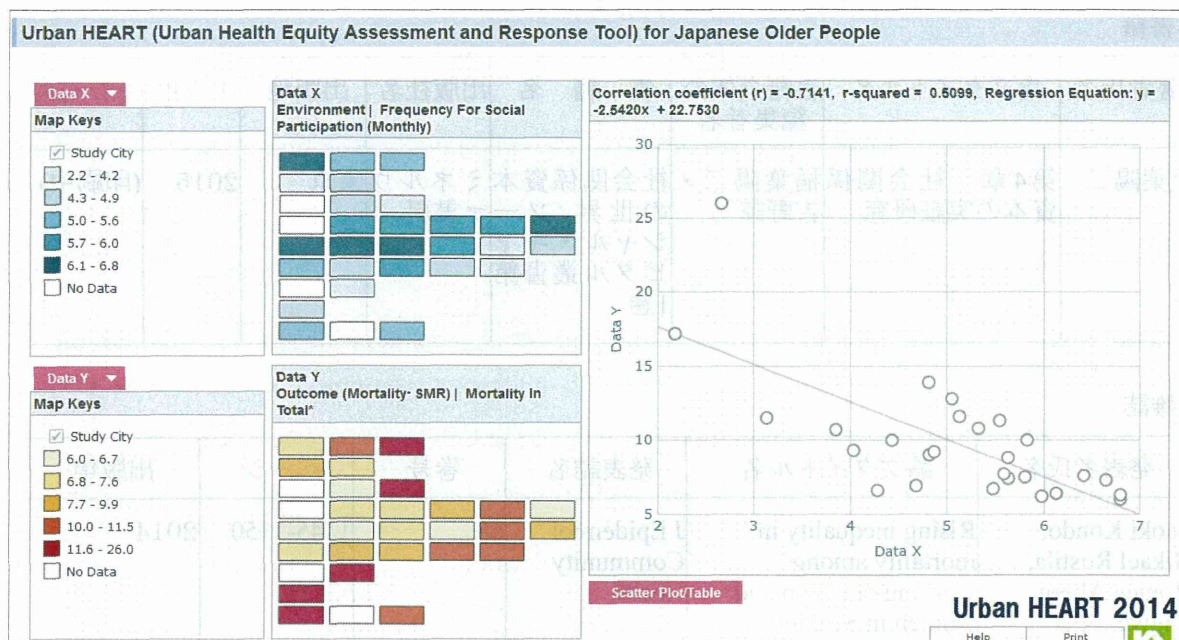 Urban HEART (Urban Health Equity Assessment and Response Tool) for Japanese Older People
Data X
Map Keys
Study City
2.2 - 4.2
4.3 - 4.9
5.0 - 5.6
5.7 - 6.0
6.1 - 6.8
No Data
Data X
Environment | Frequency For Social
Participation (Monthly)
Data Y
Map Keys
Study City
6.0 - 6.7
6.8 - 7.6
7.7 - 9.9
10.0 - 11.5
11.6 - 26.0
No Data
Data Y
Outcome (Mortality- SMR) | Mortality In
Total*
Correlation coefficient (r) = -0.7141, r-squared = 0.5099, Regression Equation: y =
-2.5420x + 22.7530
30
25
20
15
10
5
Data Y
2 3 4 5 6 7
Data X
Scatter Plot/Table
Urban HEART 2014
Help
Print